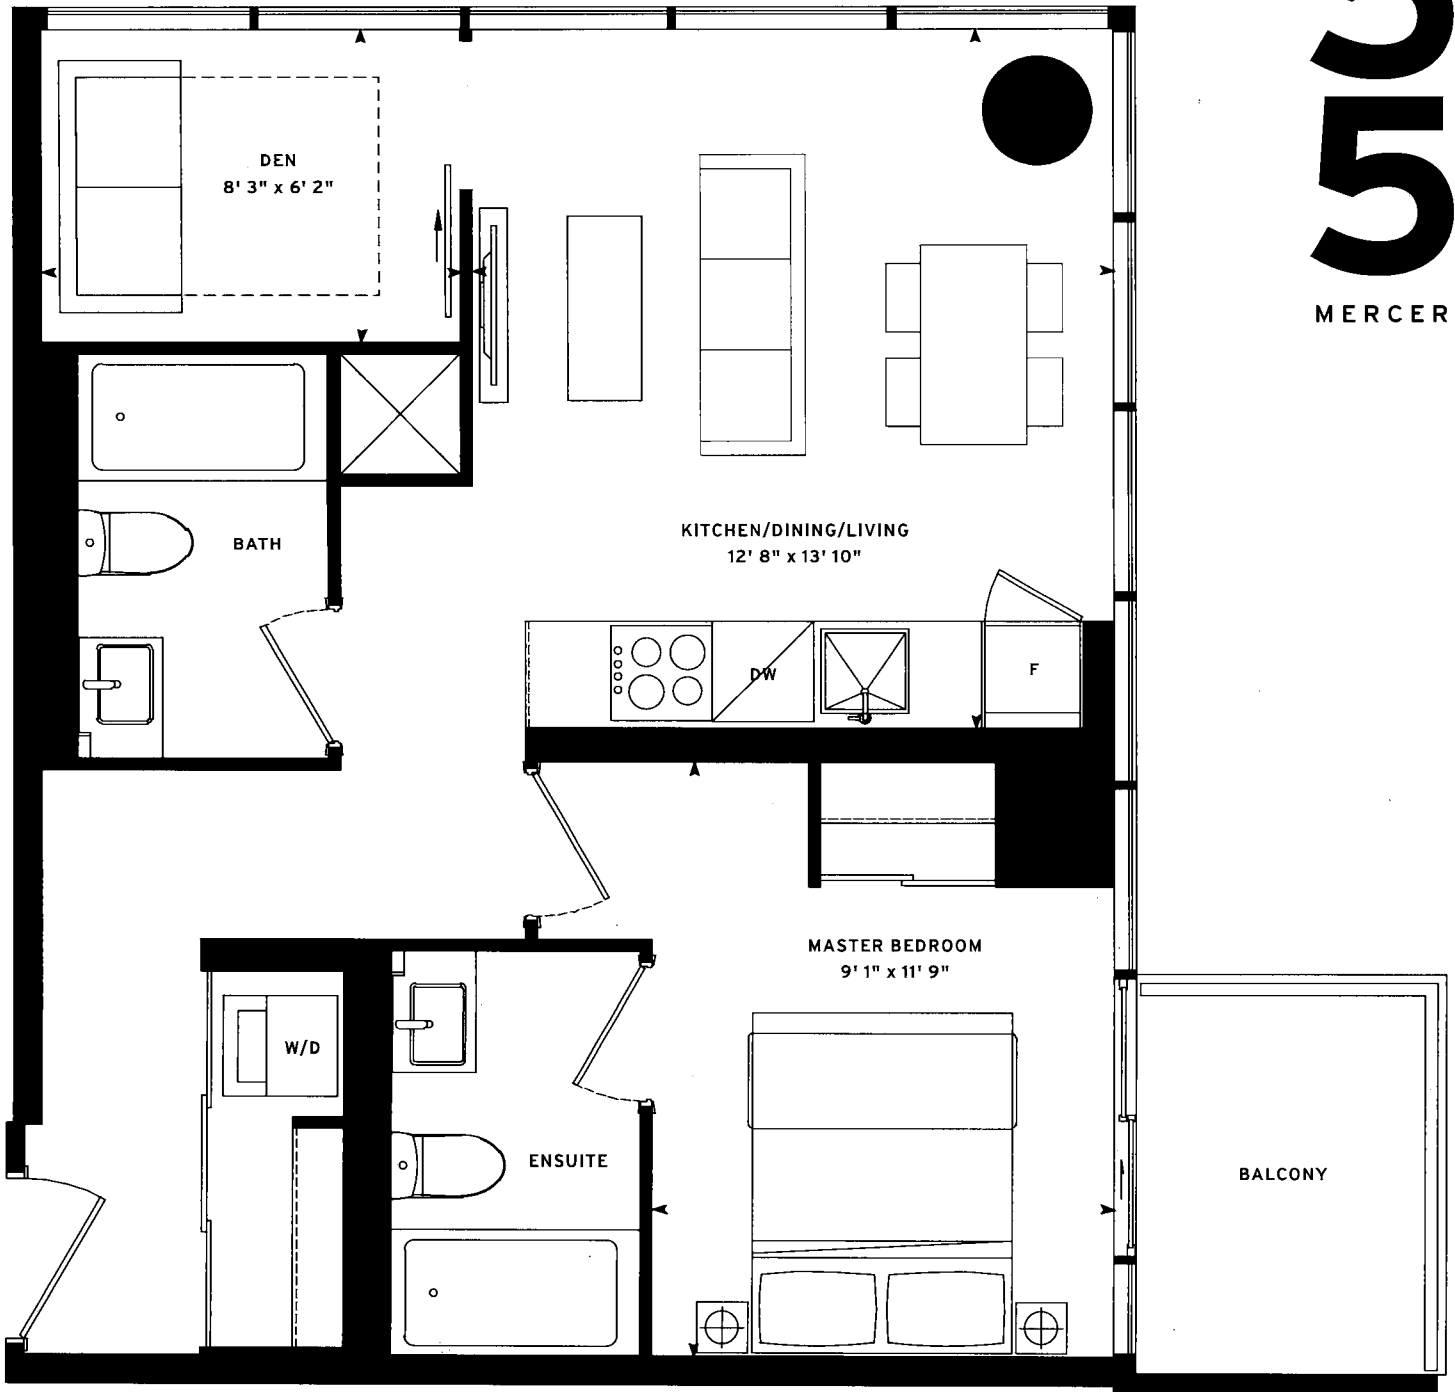 5
MERCER
DEN
8' 3" x 6' 2"
BATH
KITCHEN/DINING/LIVING
12' 8" x 13' 10"
DW
F
MASTER BEDROOM
9' 1" x 11' 9"
W/D
ENSUITE
BALCONY